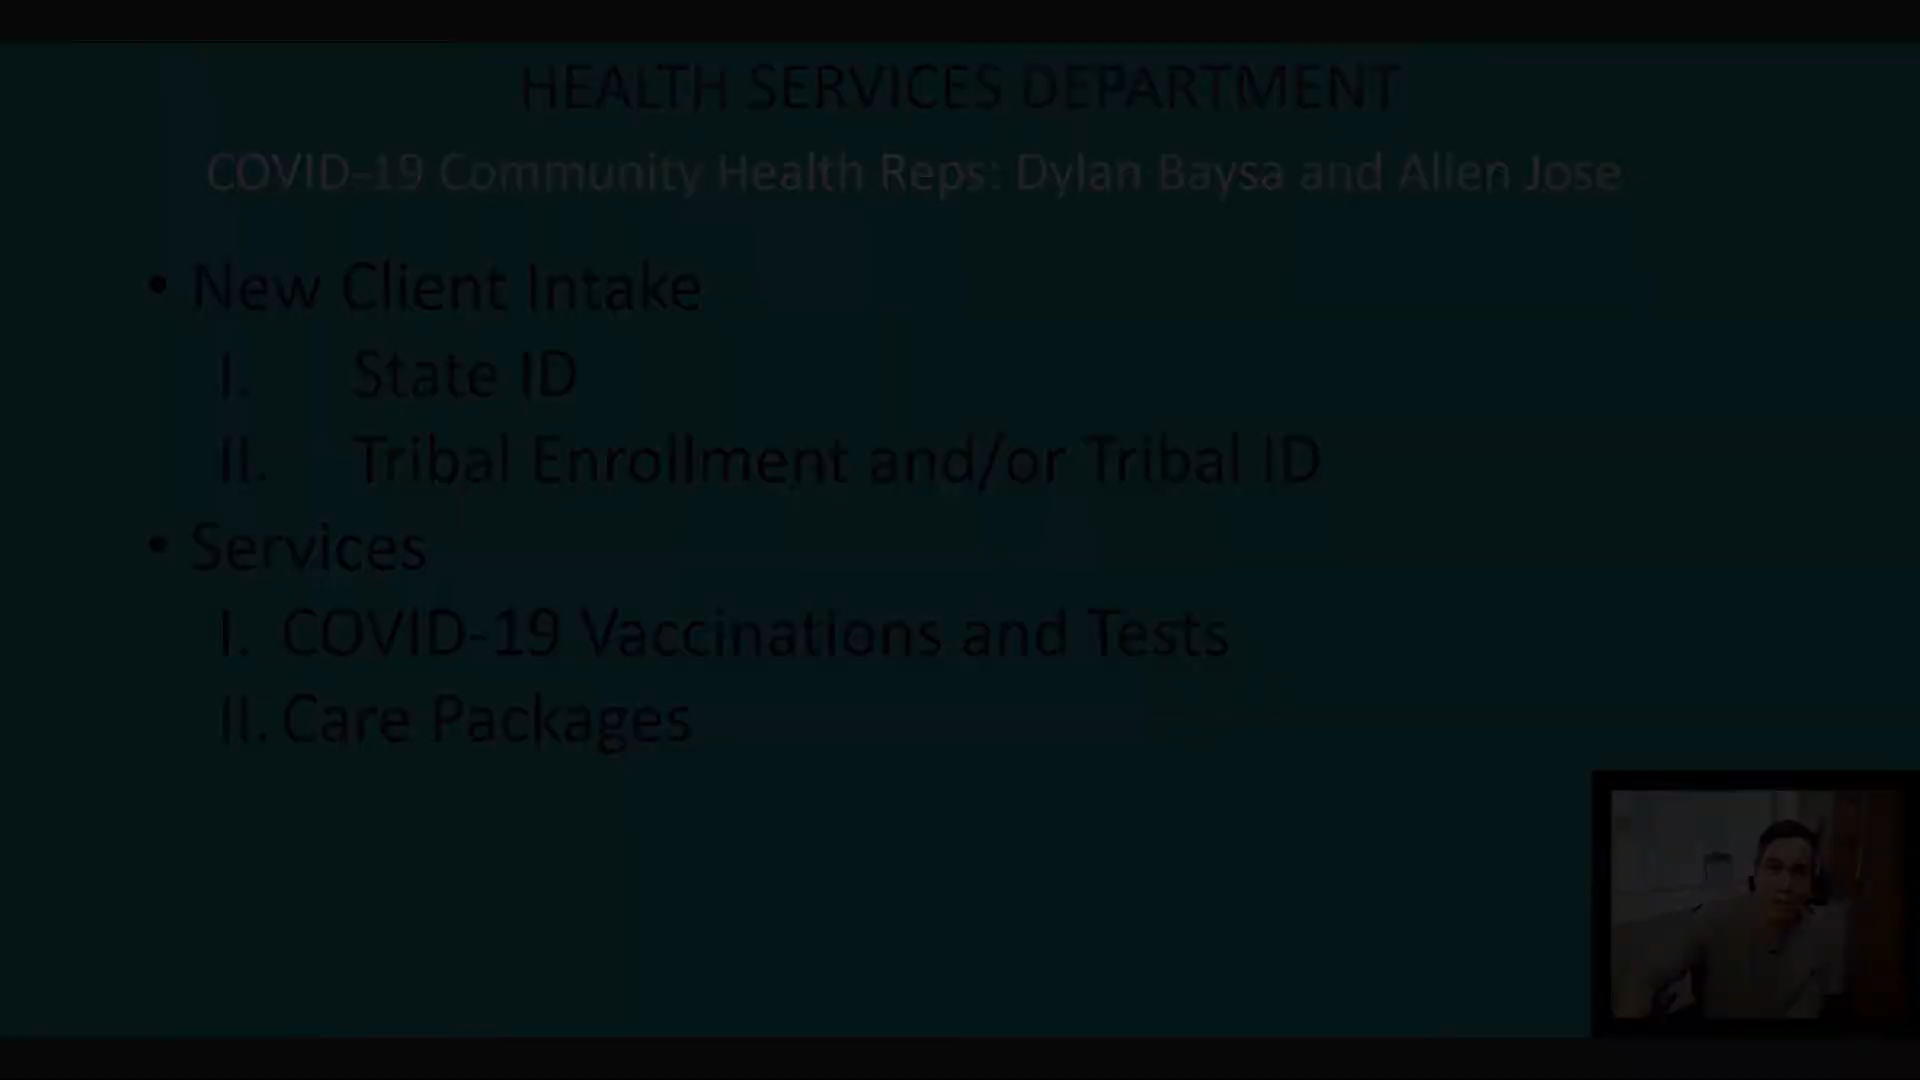 HEALTH SERVICES DEPARTMENT
COVID-19 Community Health Reps: Dylan Baysa and Allen Jose
• New Client Intake
I. State ID
II. Tribal Enrollment and/or Tribal ID
• Services
I. COVID-19 Vaccinations and Tests
II. Care Packages